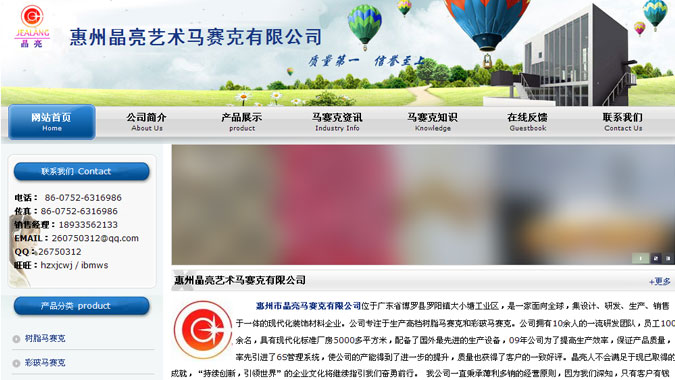 JEALANG
晶亮
惠州晶亮艺术马赛克有限公司
质量第一 信誉至上
网站首页 公司简介 产品展示 马赛克资讯 马赛克知识 在线反馈 联系我们
Home About Us product Industry Info Knowledge Guestbook Contact Us
联系我们 Contact
电话： 86-0752-6316986
传真：86-0752-6316986
销售经理：18933562133
EMAIL：260750312@qq.com
QQ：26750312
旺旺：hzxjcwj / ibmws
产品分类 product
树脂马赛克
彩玻马赛克
1 2 3
惠州晶亮艺术马赛克有限公司 +更多
惠州市晶亮马赛克有限公司位于广东省博罗县罗阳镇大小塘工业区，是一家面向全球，集设计、研发、生产、销售
于一体的现代化装饰材料企业。公司专注于生产高档树脂马赛克和彩玻马赛克。公司拥有10余人的一流研发团队，员工100
余名，具有现代化标准厂房5000多平方米，配备了国外最先进的生产设备，09年公司为了提高生产效率，保证产品质量，
率先引进了6S管理系统，使公司的产能得到了进一步的提升，质量也获得了客户的一致好评。晶亮人不会满足于现己取得的
成就，“持续创新，引领世界”的企业文化将继续指引我们奋勇前行。 我公司一直秉承薄利多销的经营原则，因为我们深知，只有客户有钱